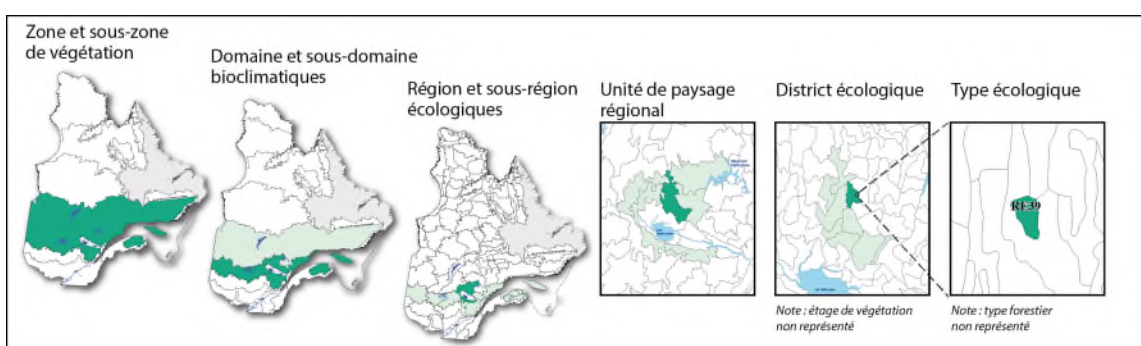 Zone et sous-zone
de végétation
Domaine et sous-domaine
bioclimatiques
Région et sous-région
écologiques
Unité de paysage
régional
District écologique
Type écologique
RE39
Note : étage de végétation
non représenté
Note : type forestier
non représenté